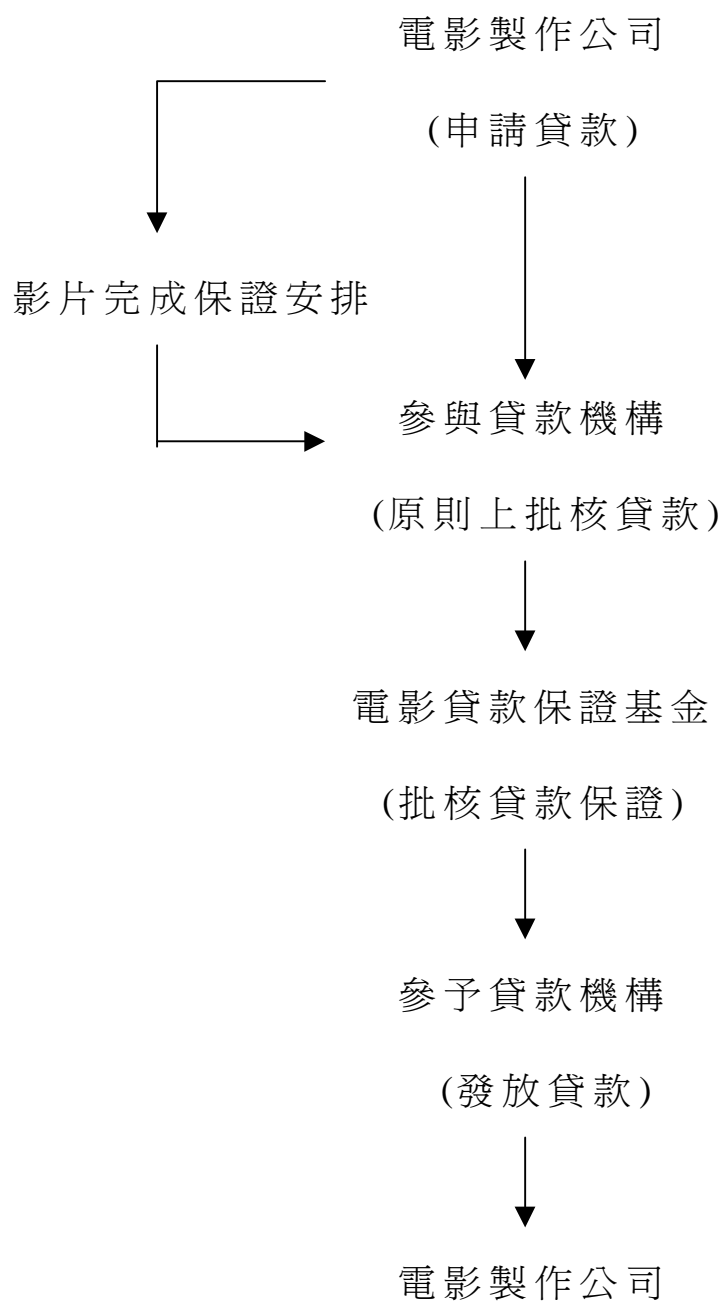 電影製作公司
(申請貸款)
影片完成保證安排
參與貸款機構
(原則上批核貸款)
電影貸款保證基金
(批核貸款保證)
參予貸款機構
(發放貸款)
電影製作公司